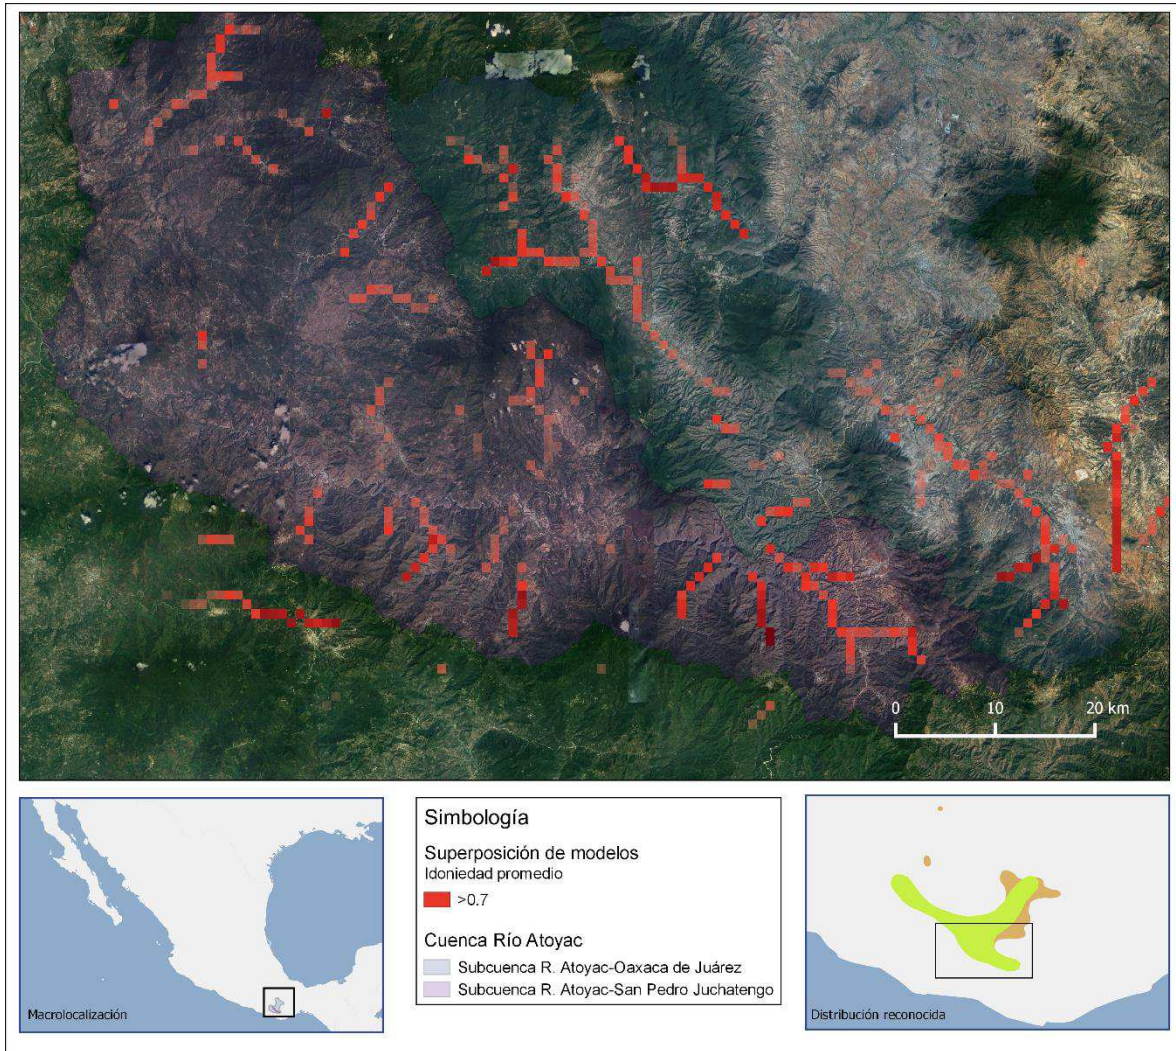 0 10 20 km
Macrolocalización
Simbología
Superposición de modelos
Idoniedad promedio
>0.7
Cuenca Río Atoyac
Subcuenca R. Atoyac-Oaxaca de Juárez
Subcuenca R. Atoyac-San Pedro Juchatengo
Distribución reconocida